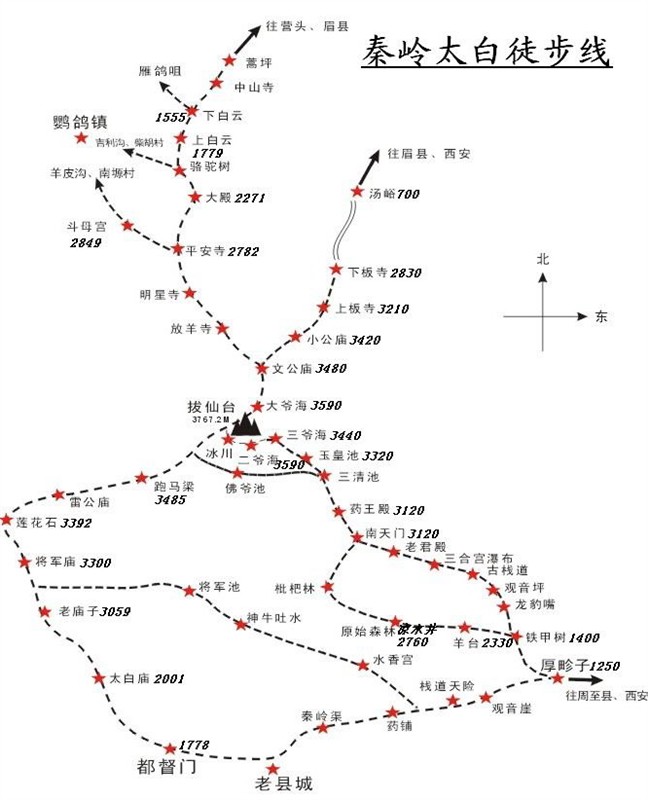 往营头、眉县
秦岭太白徒步线
蒿坪
雁鸽咀
中山寺
1555 下白云
鹦鸽镇
上白云
1779
吉利沟、柴胡村
骆驼树
往眉县、西安
羊皮沟、南塬村
大殿 2271
汤峪 700
斗母宫
2849
平安寺 2782
北
下板寺 2830
明星寺
上板寺 3210
东
放羊寺
小公庙 3420
文公庙 3480
大爷海 3590
拔仙台
3767.2M
三爷海 3440
冰川
二爷海 3590
玉皇池 3320
三清池
跑马梁
3485
佛爷池
雷公庙
莲花石 3392
药王殿 3120
南天门 3120
老君殿
将军庙 3300
三合宫瀑布
古栈道
将军池
枇杷林
观音坪
龙豹嘴
老庙子 3059
神牛吐水
原始森林 凉水井
2760
羊台 2330
铁甲树 1400
水香宫
厚畛子 1250
太白庙 2001
栈道天险
往周至县、西安
观音崖
秦岭渠
药铺
1778
都督门
老县城